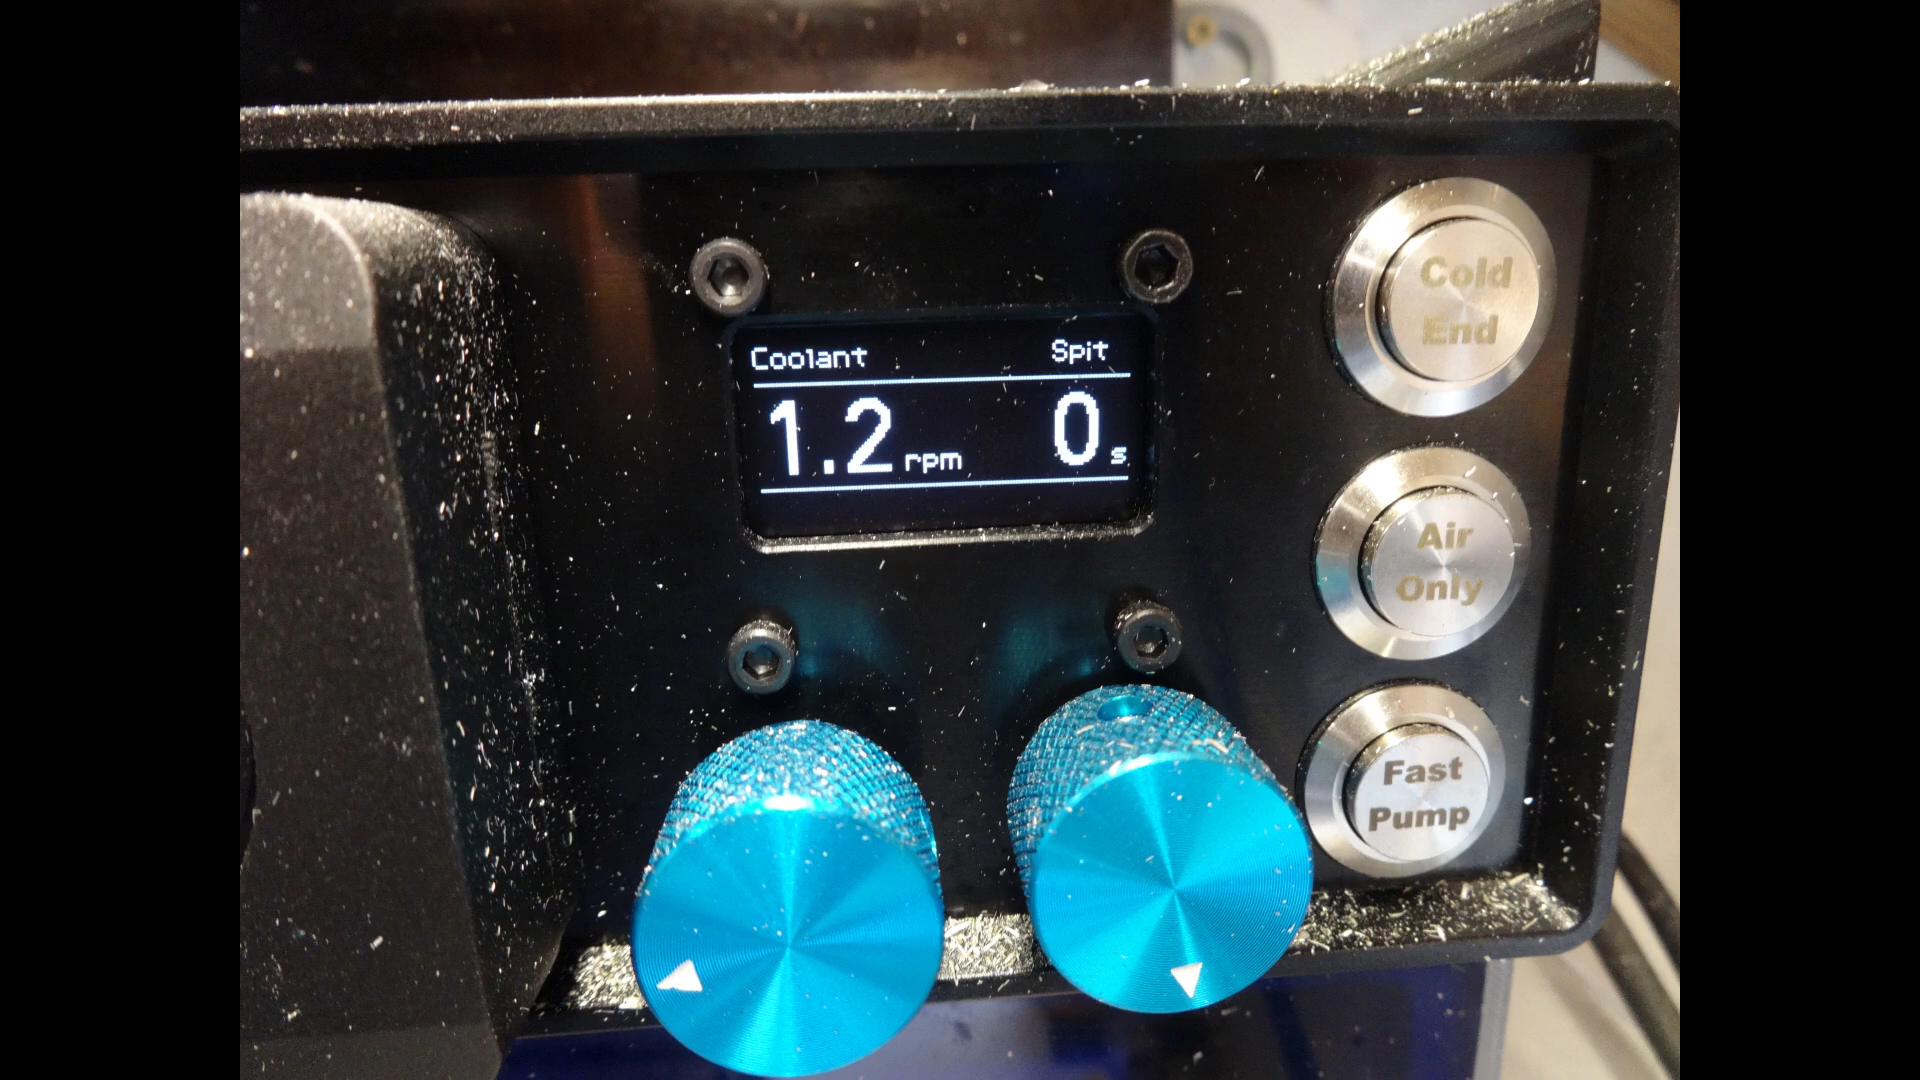 Coolant Spit
1.2 rpm 0 s
Cold
End
Air
Only
Fast
Pump